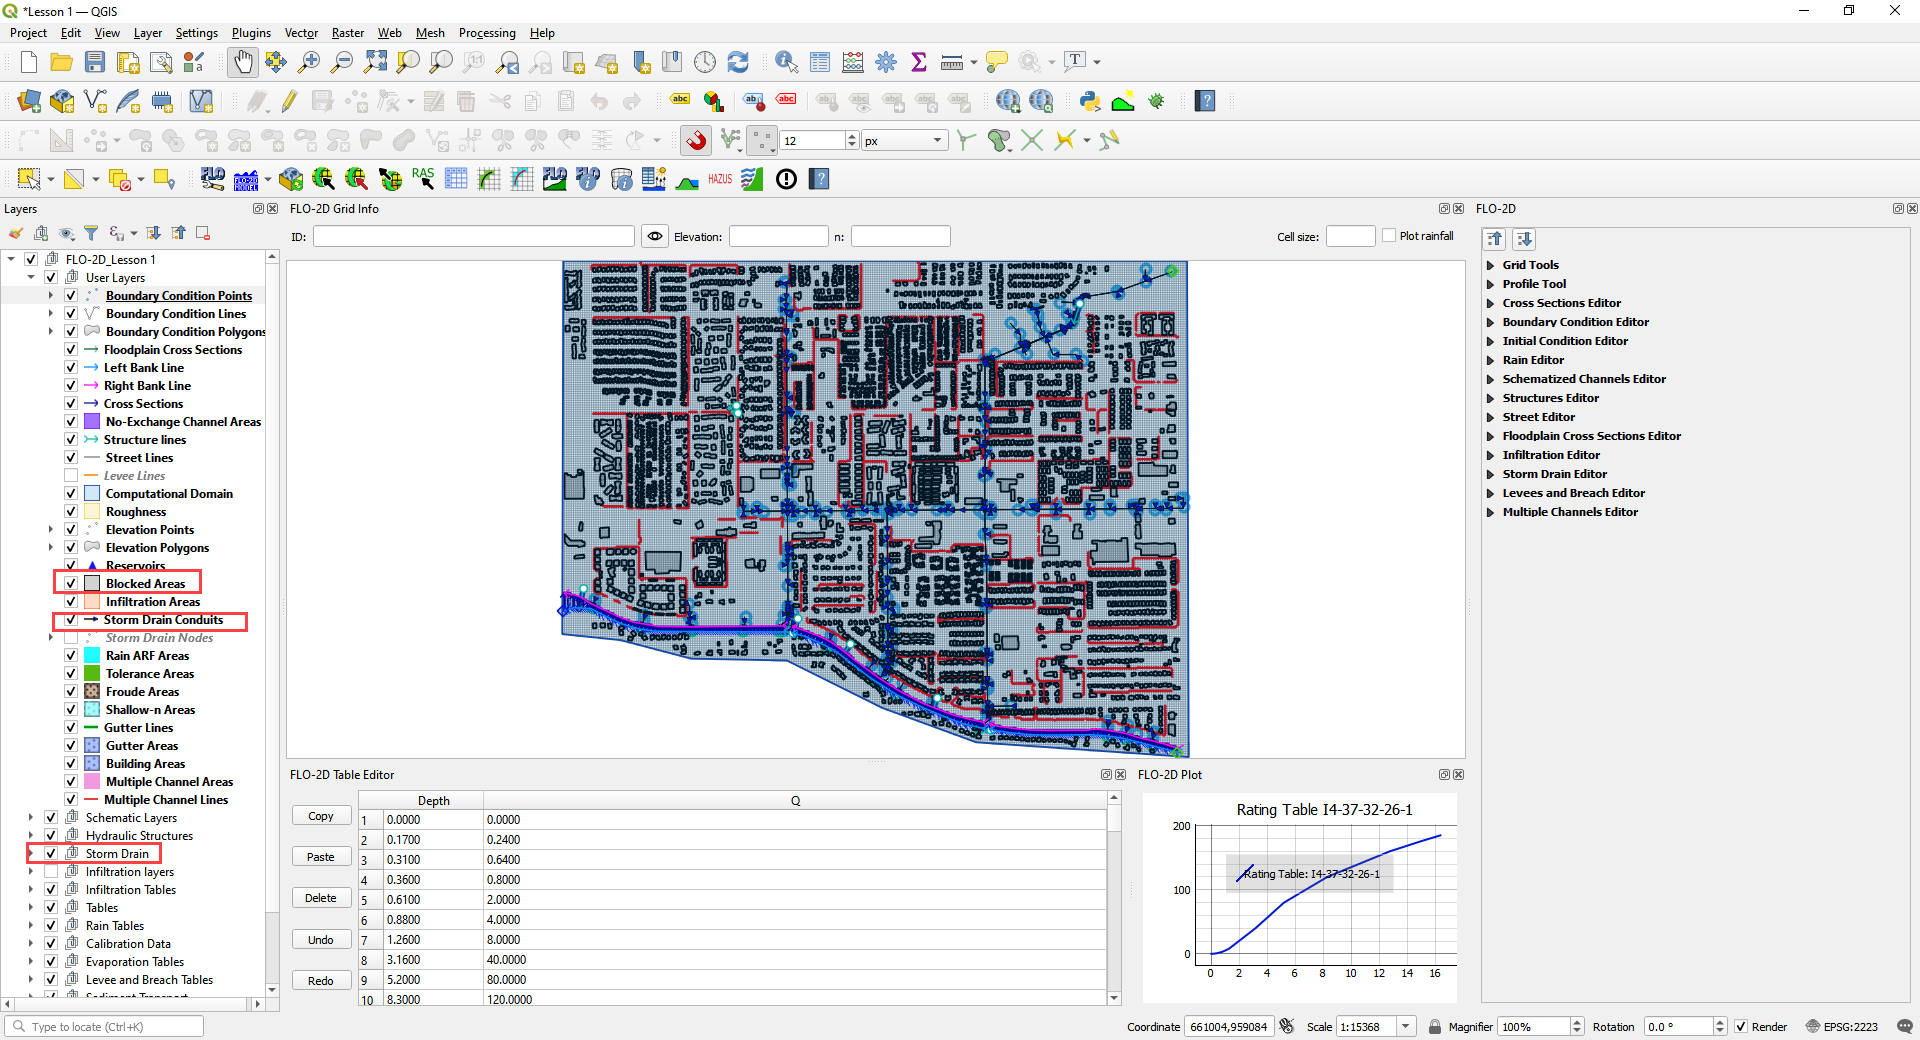 *Lesson 1 — QGIS
Project Edit View Layer Settings Plugins Vector Raster Web Mesh Processing Help
12 px
FLO-2D MODEL RAS FLO HAZUS
Layers
FLO-2D Grid Info
FLO-2D
ID: Elevation: n: Cell size: Plot rainfall
FLO-2D_Lesson 1
User Layers
Boundary Condition Points
Boundary Condition Lines
Boundary Condition Polygons
Floodplain Cross Sections
Left Bank Line
Right Bank Line
Cross Sections
No-Exchange Channel Areas
Structure lines
Street Lines
Levee Lines
Computational Domain
Roughness
Elevation Points
Elevation Polygons
Reservoirs
Blocked Areas
Infiltration Areas
Storm Drain Conduits
Storm Drain Nodes
Rain ARF Areas
Tolerance Areas
Froude Areas
Shallow-n Areas
Gutter Lines
Gutter Areas
Building Areas
Multiple Channel Areas
Multiple Channel Lines
Schematic Layers
Hydraulic Structures
Storm Drain
Infiltration layers
Infiltration Tables
Tables
Rain Tables
Calibration Data
Evaporation Tables
Levee and Breach Tables
Sediment Transport
Grid Tools
Profile Tool
Cross Sections Editor
Boundary Condition Editor
Initial Condition Editor
Rain Editor
Schematized Channels Editor
Structures Editor
Street Editor
Floodplain Cross Sections Editor
Infiltration Editor
Storm Drain Editor
Levees and Breach Editor
Multiple Channels Editor
FLO-2D Table Editor
Copy
Paste
Delete
Undo
Redo
Depth Q
1 0.0000 0.0000
2 0.1700 0.2400
3 0.3100 0.6400
4 0.3600 0.8000
5 0.6100 2.0000
6 0.8800 4.0000
7 1.2600 8.0000
8 3.1600 40.0000
9 5.2000 80.0000
10 8.3000 120.0000
FLO-2D Plot
Rating Table I4-37-32-26-1
200
Rating Table: I4-37-32-26-1
100
0
0 2 4 6 8 10 12 14 16
Type to locate (Ctrl+K)
Coordinate 661004,959084 Scale 1:15368 Magnifier 100% Rotation 0.0 ° Render EPSG:2223